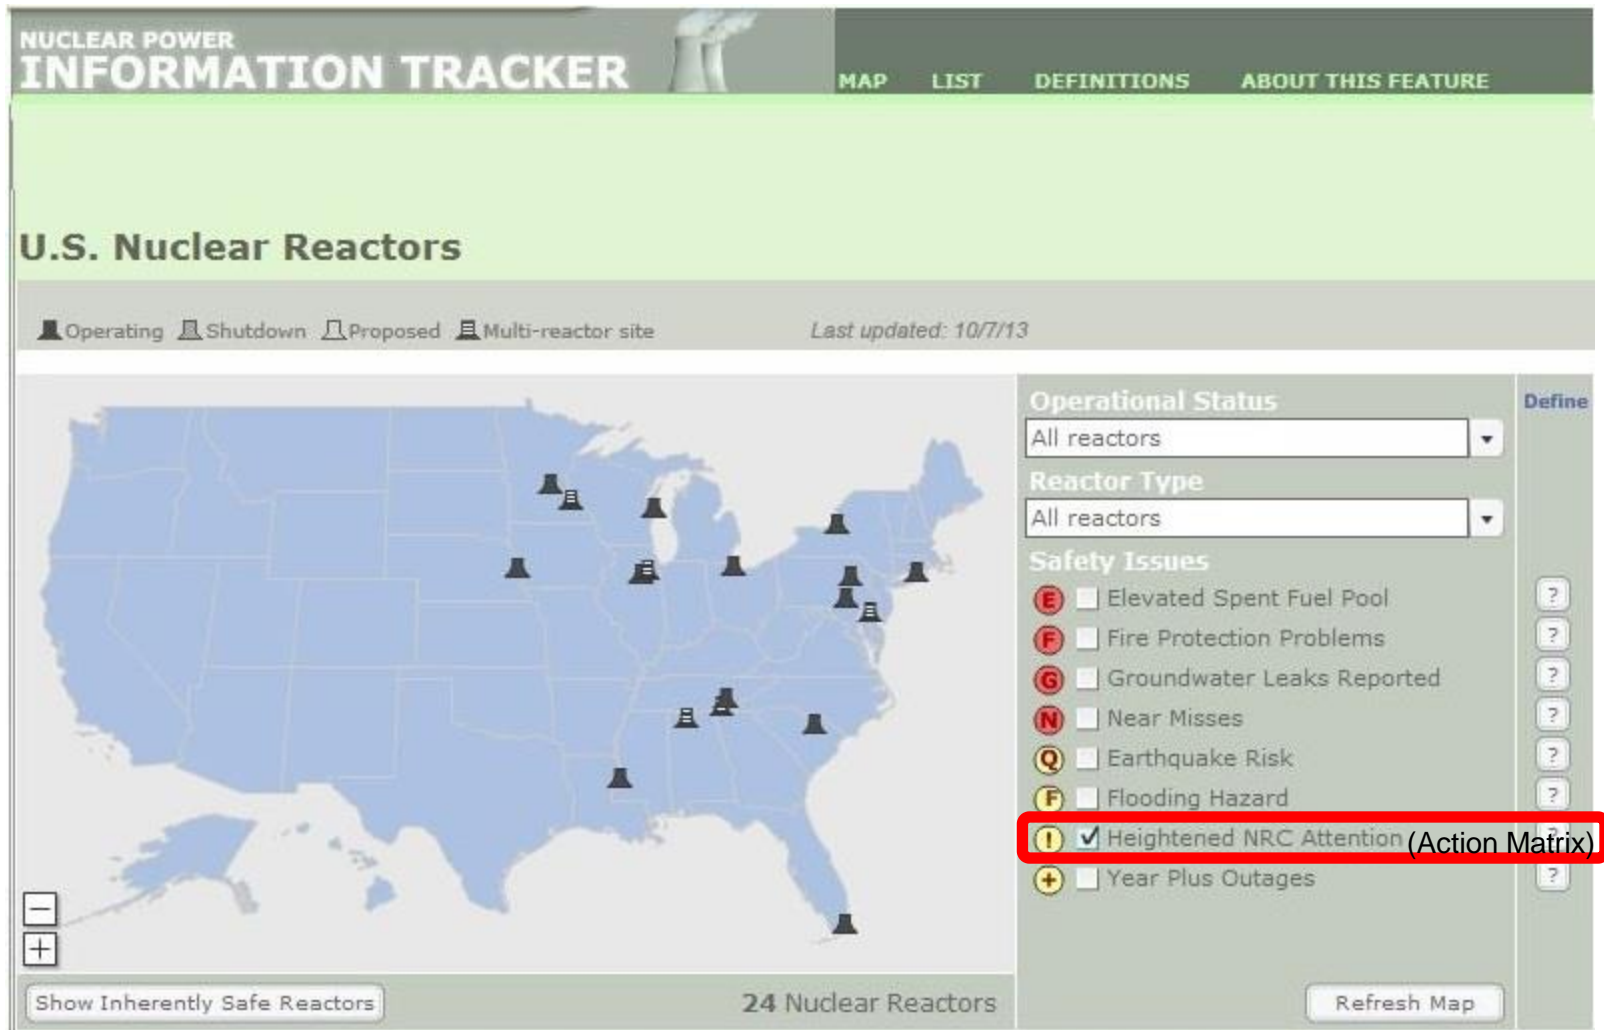 NUCLEAR POWER
INFORMATION TRACKER
MAP LIST DEFINITIONS ABOUT THIS FEATURE
U.S. Nuclear Reactors
Operating Shutdown Proposed Multi-reactor site Last updated: 10/7/13
Operational Status Define
All reactors
Reactor Type
All reactors
Safety Issues
E Elevated Spent Fuel Pool ?
F Fire Protection Problems ?
G Groundwater Leaks Reported ?
N Near Misses ?
Q Earthquake Risk ?
F Flooding Hazard ?
! Heightened NRC Attention (Action Matrix) ?
+ Year Plus Outages ?
−
+
Show Inherently Safe Reactors 24 Nuclear Reactors Refresh Map